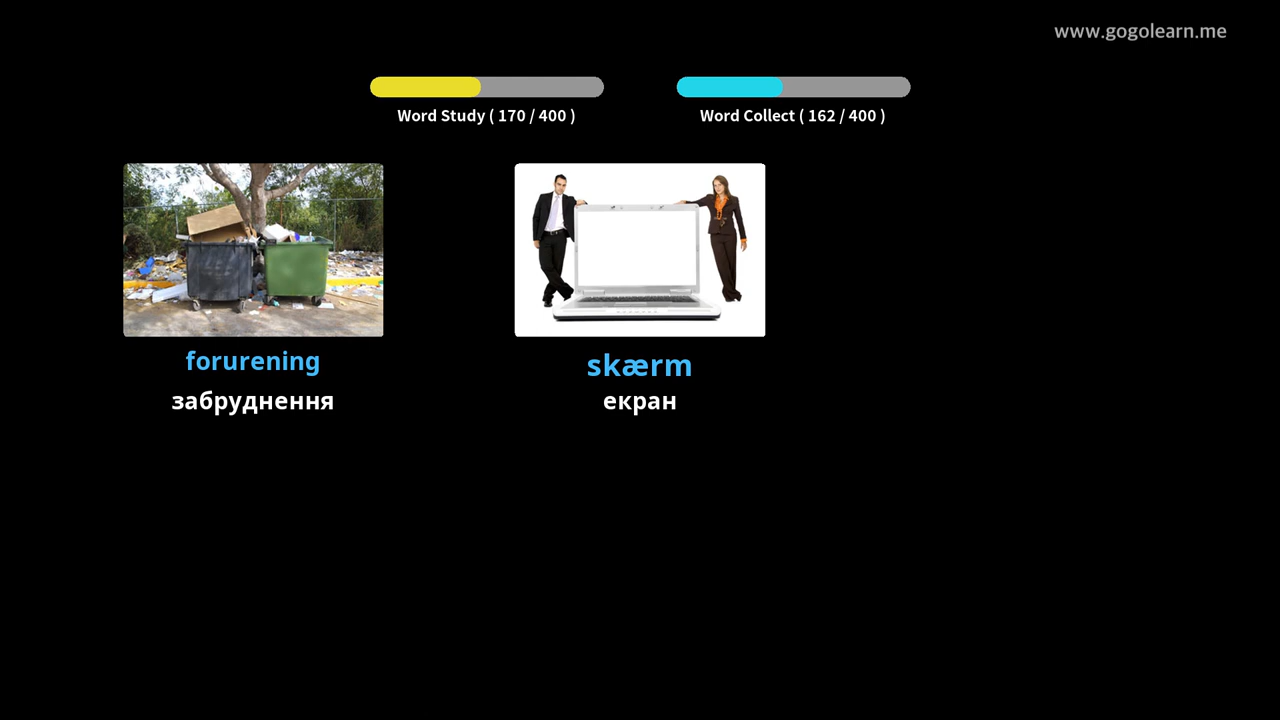 www.gogolearn.me
Word Study ( 170 / 400 )
Word Collect ( 162 / 400 )
forurening
забруднення
skærm
екран